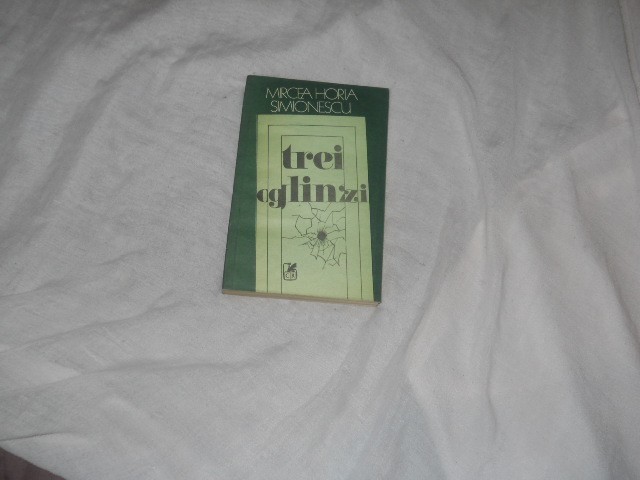 MIRCEA HORIA
SIMIONESCU
trei
oglinzi